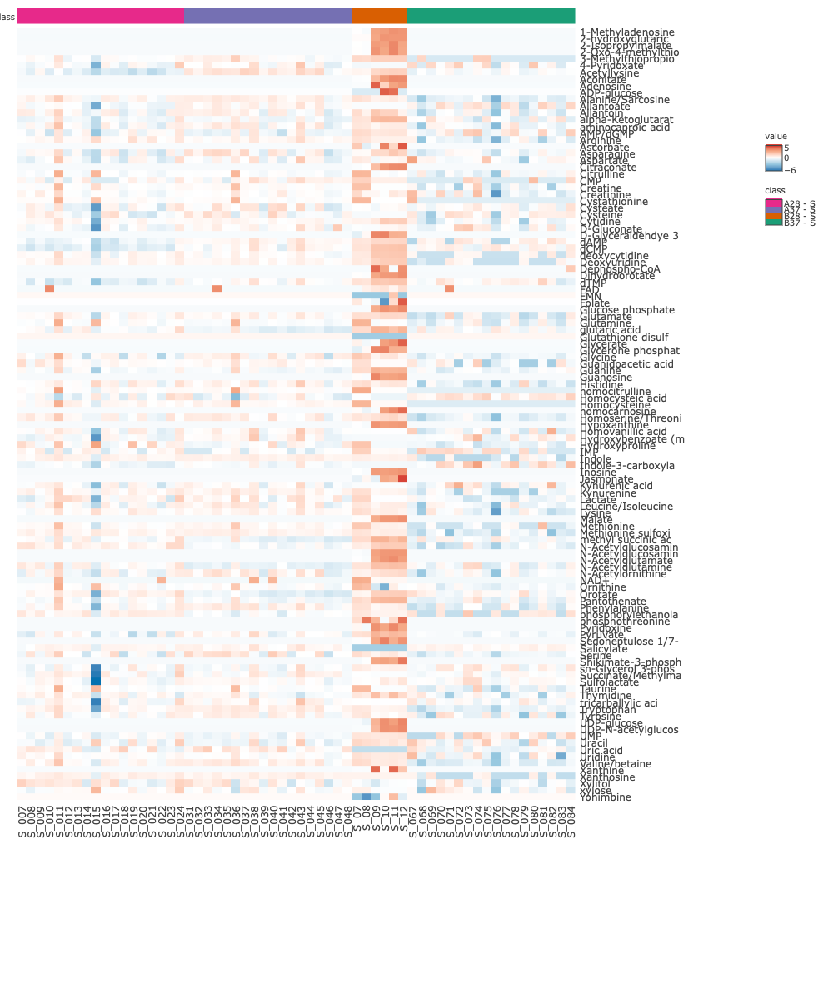 lass
1-Methyladenosine
2-hydroxyglutaric
2-Isopropylmalate
2-Oxo-4-methylthio
3-Methylthiopropio
4-Pyridoxate
Acetyllysine
Aconitate
Adenosine
ADP-glucose
Alanine/Sarcosine
Allantoate
Allantoin
alpha-Ketoglutarat
aminocaproic acid
AMP/dGMP
Arginine
Ascorbate
Asparagine
Aspartate
Citraconate
Citrulline
CMP
Creatine
Creatinine
Cystathionine
Cysteate
Cysteine
Cytidine
D-Gluconate
D-Glyceraldehdye 3
dAMP
dCMP
deoxycytidine
Deoxyuridine
Dephospho-CoA
Dihydroorotate
dTMP
FAD
FMN
Folate
Glucose phosphate
Glutamate
Glutamine
glutaric acid
Glutathione disulf
Glycerate
Glycerone phosphat
Glycine
Guanidoacetic acid
Guanine
Guanosine
Histidine
homocitrulline
Homocysteic acid
Homocysteine
homocarnosine
Homoserine/Threoni
Hypoxanthine
Homovanillic acid
Hydroxybenzoate (m
Hydroxyproline
IMP
Indole
Indole-3-carboxyla
Inosine
Jasmonate
Kynurenic acid
Kynurenine
Lactate
Leucine/Isoleucine
Lysine
Malate
Methionine
Methionine sulfoxi
methyl succinic ac
N-Acetylglucosamin
N-Acetylglucosamin
N-Acetylglutamate
N-Acetylglutamine
N-Acetylornithine
NAD+
Ornithine
Orotate
Pantothenate
Phenylalanine
phosphorylethanola
phosphothreonine
Pyridoxine
Pyruvate
Sedoheptulose 1/7-
Salicylate
Serine
Shikimate-3-phosph
sn-Glycerol 3-phos
Succinate/Methylma
Sulfolactate
Taurine
Thymidine
tricarballylic aci
Tryptophan
Tyrosine
UDP-glucose
UDP-N-acetylglucos
UMP
Uracil
Uric acid
Uridine
Valine/betaine
Xanthine
Xanthosine
Xylitol
xylose
Yohimbine
value
5
0
−6
class
A28 - S
A37 - S
B28 - S
B37 - S
S_007
S_008
S_009
S_010
S_011
S_012
S_013
S_014
S_015
S_016
S_017
S_018
S_019
S_020
S_021
S_022
S_023
S_024
S_031
S_032
S_033
S_034
S_035
S_036
S_037
S_038
S_039
S_040
S_041
S_042
S_043
S_044
S_045
S_046
S_047
S_048
S_07
S_08
S_09
S_10
S_11
S_12
S_067
S_068
S_069
S_070
S_071
S_072
S_073
S_074
S_075
S_076
S_077
S_078
S_079
S_080
S_081
S_082
S_083
S_084